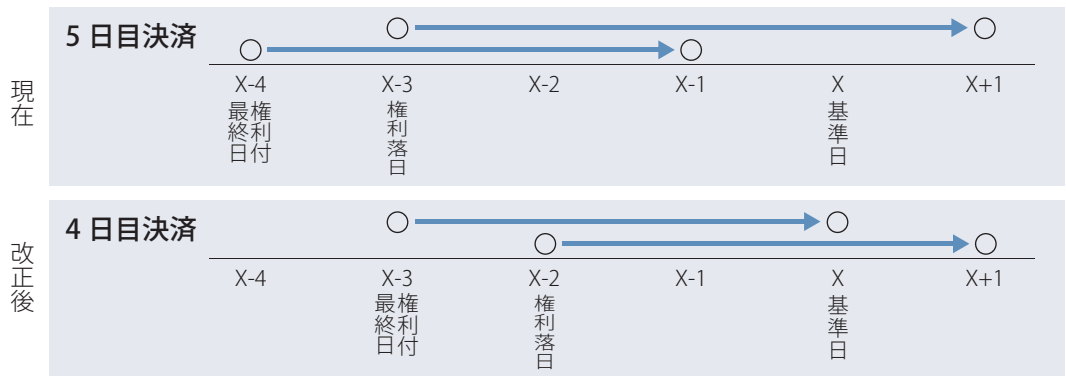 現在
5 日目決済
X-4
X-3
X-2
X-1
X
X+1
権利付
最終日
権利落日
基準日
改正後
4 日目決済
X-4
X-3
X-2
X-1
X
X+1
権利付
最終日
権利落日
基準日